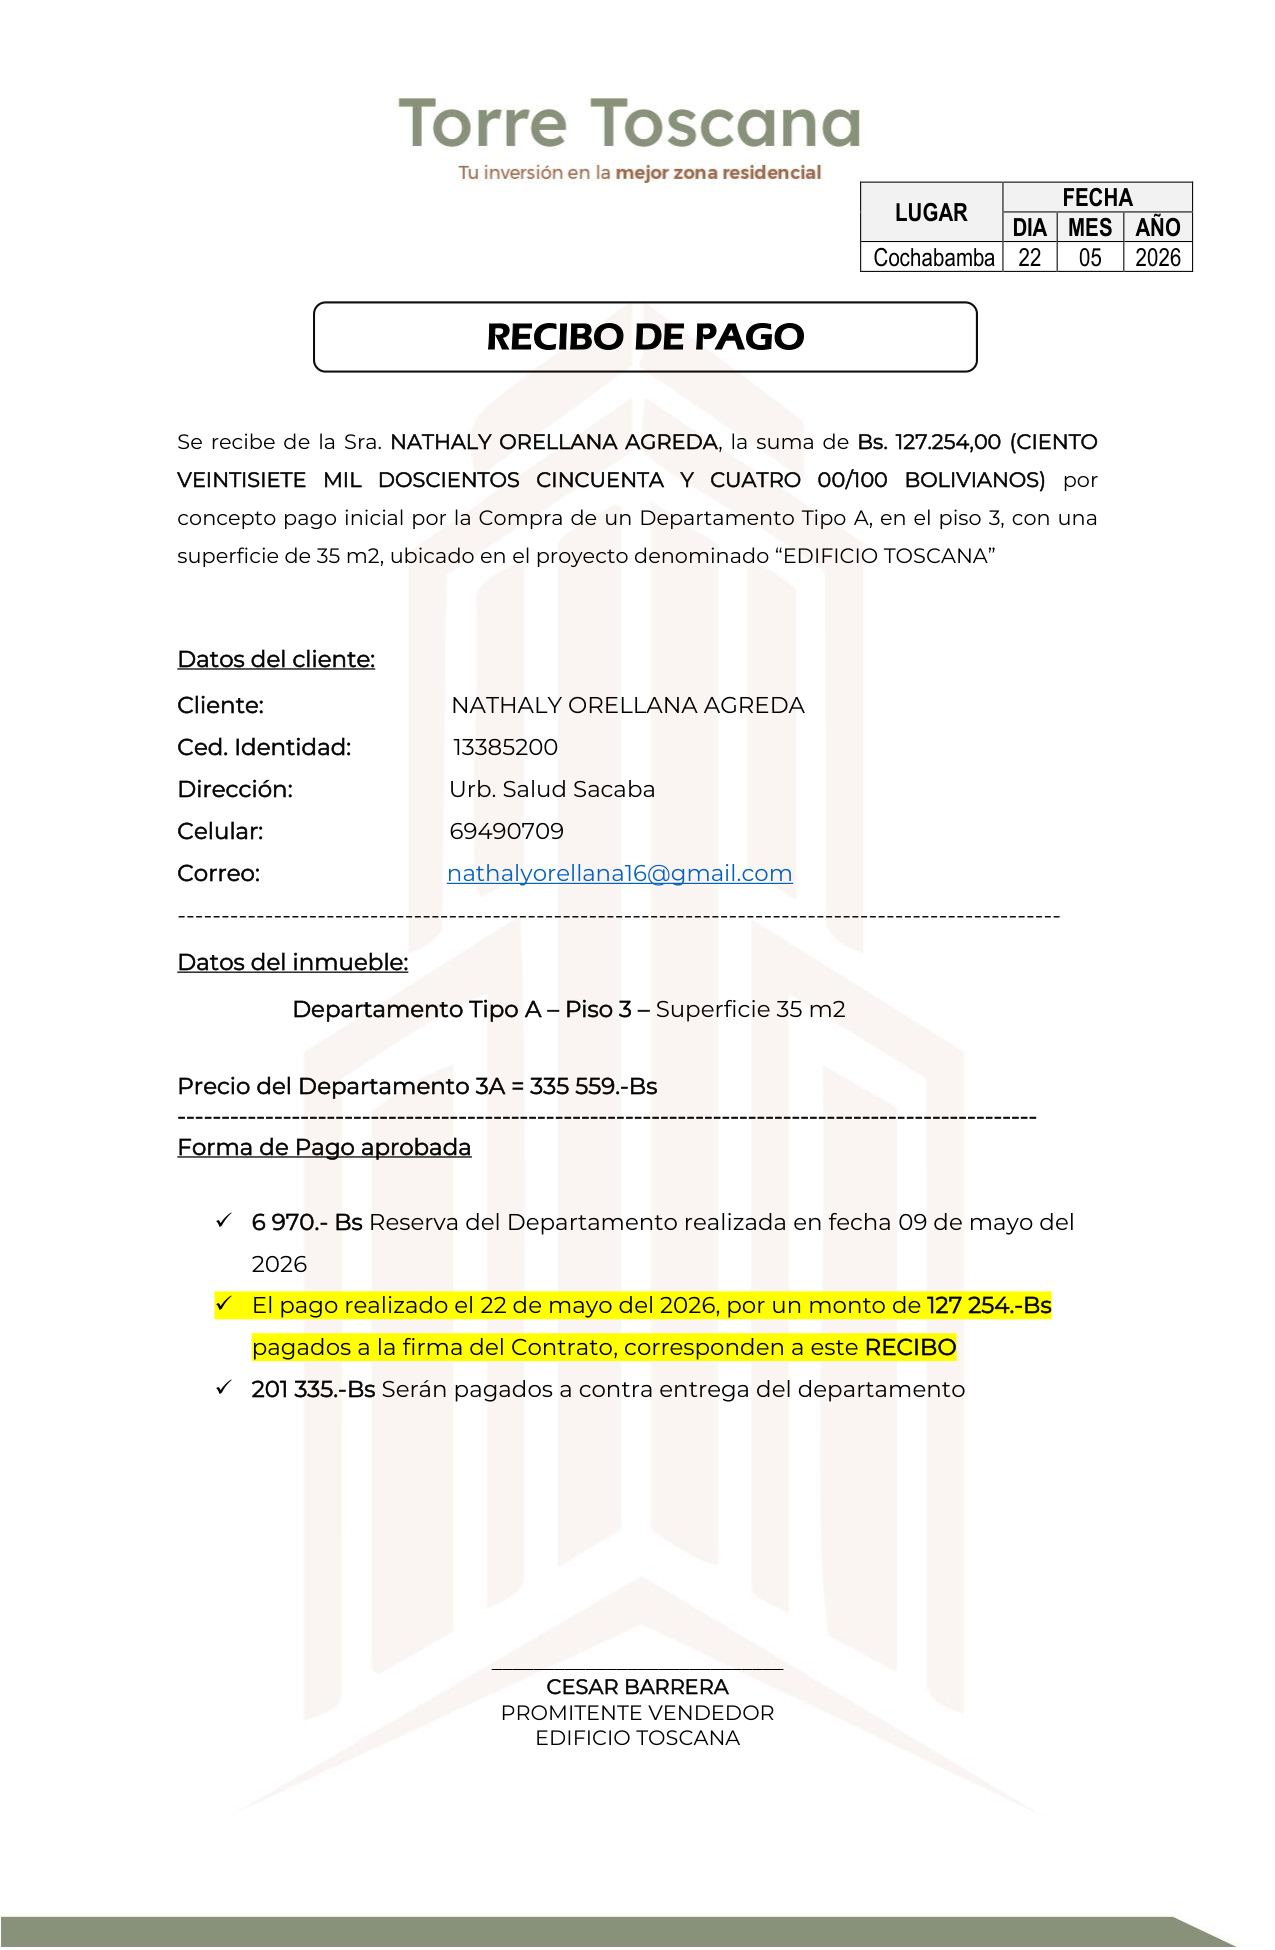 Torre Toscana
Tu inversión en la mejor zona residencial
LUGAR FECHA
DIA MES AÑO
Cochabamba 22 05 2026
RECIBO DE PAGO
Se recibe de la Sra. NATHALY ORELLANA AGREDA, la suma de Bs. 127.254,00 (CIENTO
VEINTISIETE MIL DOSCIENTOS CINCUENTA Y CUATRO 00/100 BOLIVIANOS) por
concepto pago inicial por la Compra de un Departamento Tipo A, en el piso 3, con una
superficie de 35 m2, ubicado en el proyecto denominado “EDIFICIO TOSCANA”
Datos del cliente:
Cliente: NATHALY ORELLANA AGREDA
Ced. Identidad: 13385200
Dirección: Urb. Salud Sacaba
Celular: 69490709
Correo: nathalyorellana16@gmail.com
Datos del inmueble:
Departamento Tipo A – Piso 3 – Superficie 35 m2
Precio del Departamento 3A = 335 559.-Bs
Forma de Pago aprobada
✓ 6 970.- Bs Reserva del Departamento realizada en fecha 09 de mayo del
2026
✓ El pago realizado el 22 de mayo del 2026, por un monto de 127 254.-Bs
pagados a la firma del Contrato, corresponden a este RECIBO
✓ 201 335.-Bs Serán pagados a contra entrega del departamento
CESAR BARRERA
PROMITENTE VENDEDOR
EDIFICIO TOSCANA